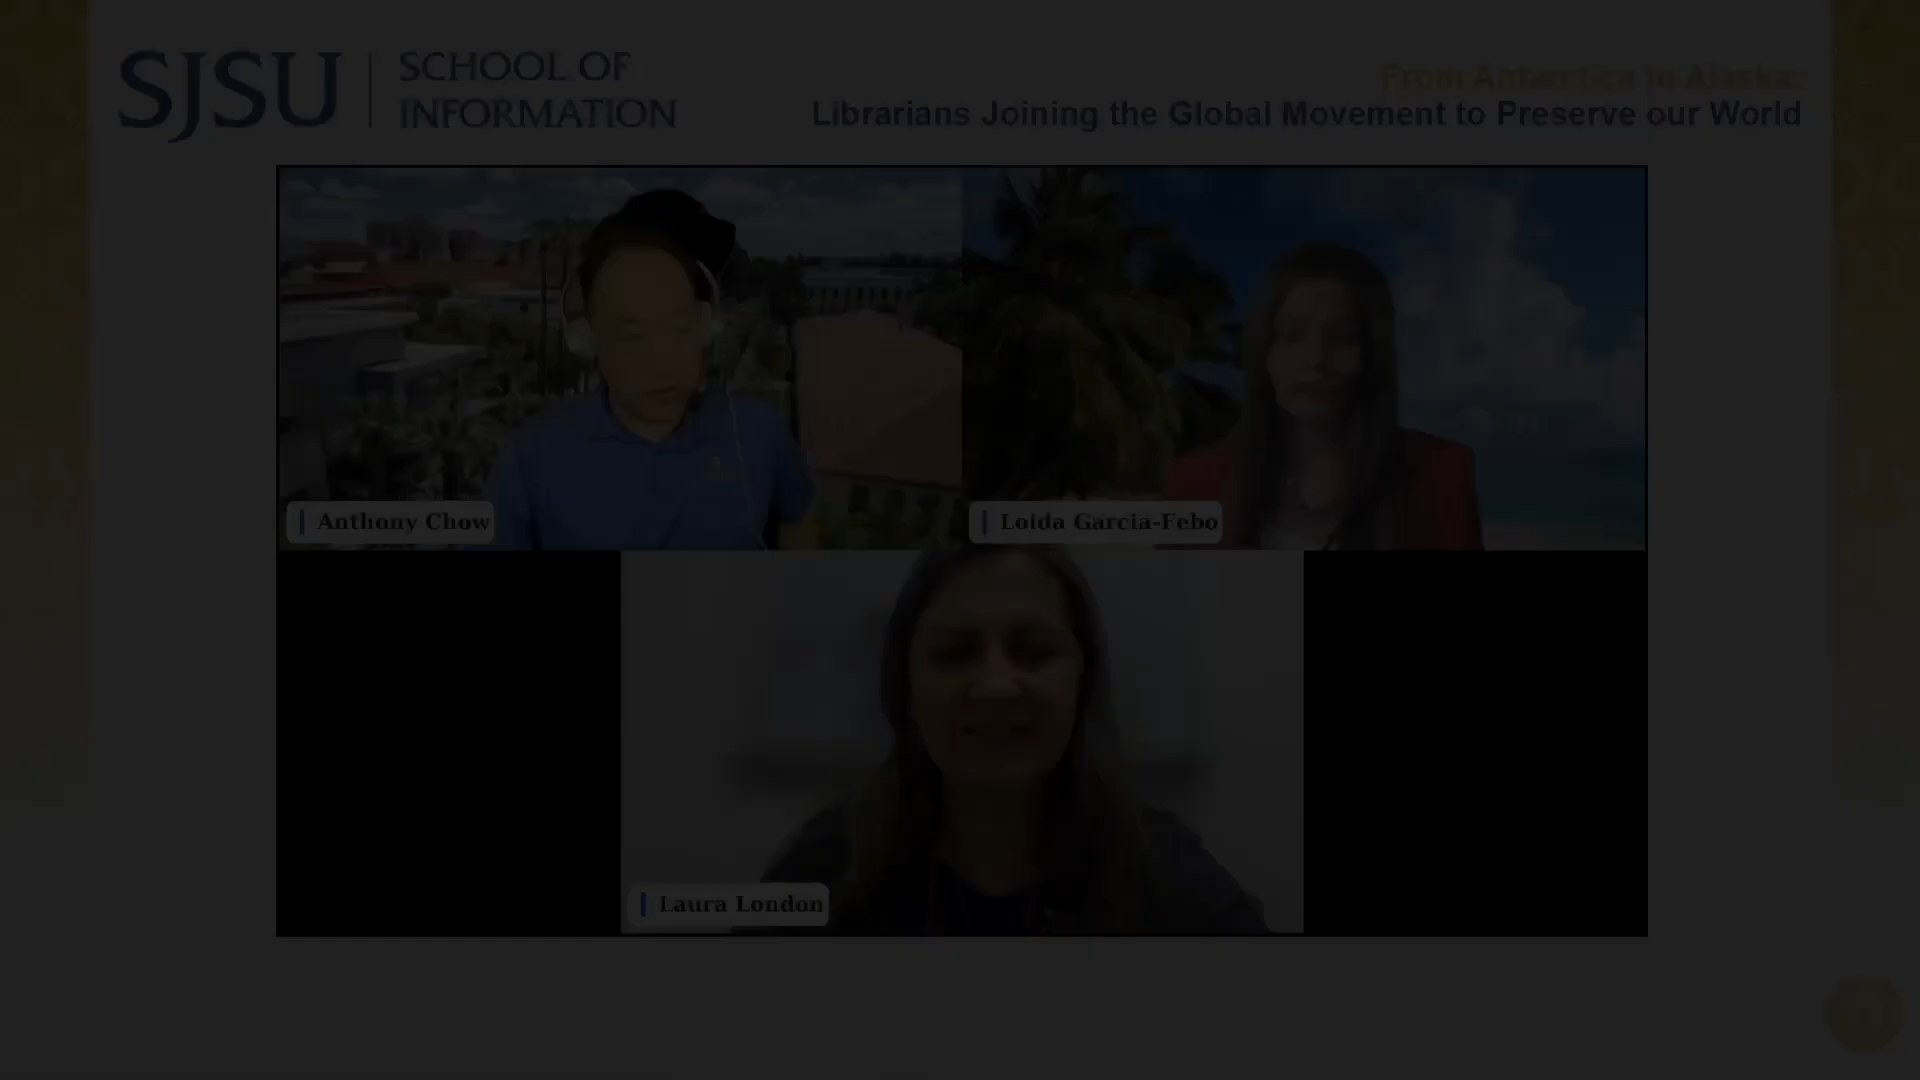 SJSU
SCHOOL OF
INFORMATION
From Antarctica to Alaska:
Librarians Joining the Global Movement to Preserve our World
Anthony Chow
Loida Garcia-Febo
Laura London